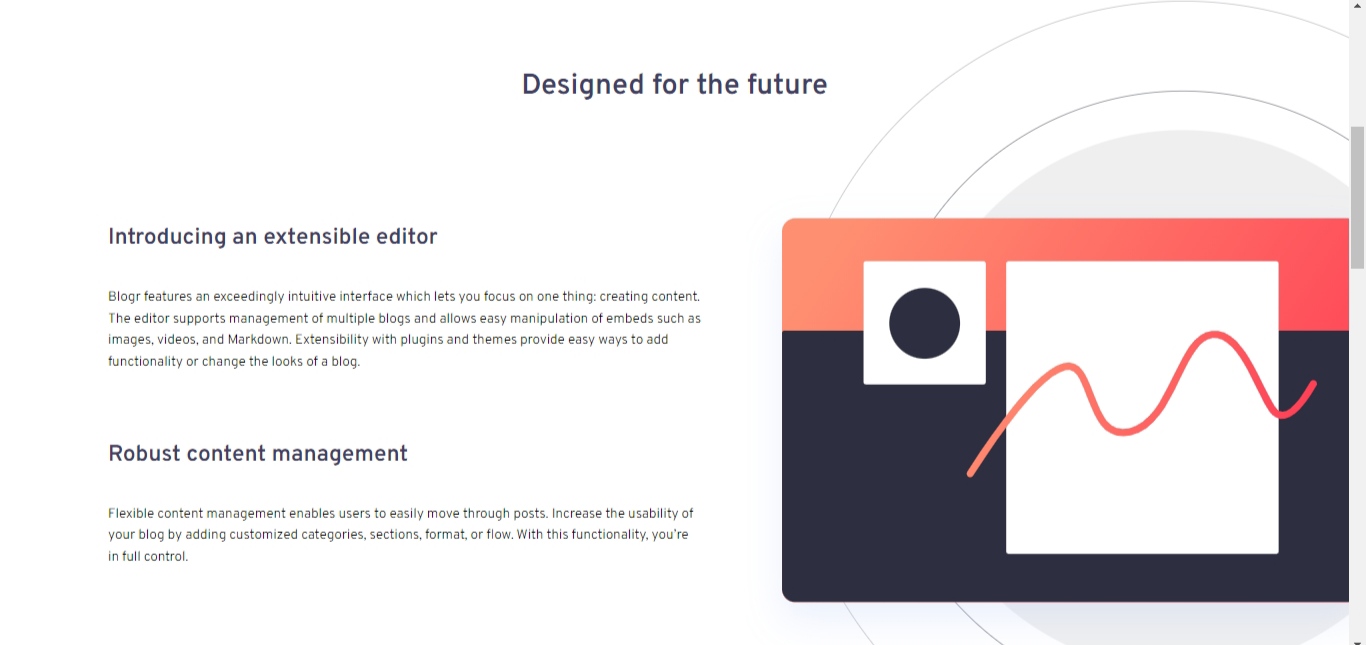 Designed for the future
Introducing an extensible editor
Blogr features an exceedingly intuitive interface which lets you focus on one thing: creating content.
The editor supports management of multiple blogs and allows easy manipulation of embeds such as
images, videos, and Markdown. Extensibility with plugins and themes provide easy ways to add
functionality or change the looks of a blog.
Robust content management
Flexible content management enables users to easily move through posts. Increase the usability of
your blog by adding customized categories, sections, format, or flow. With this functionality, you're
in full control.